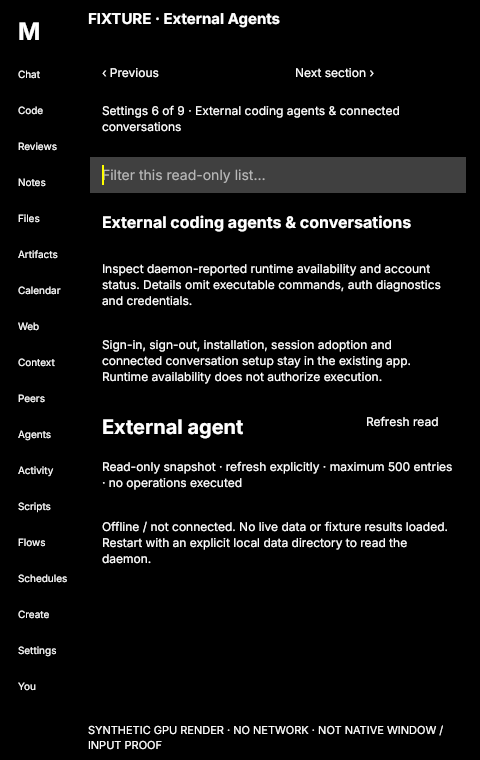 M
Chat
Code
Reviews
Notes
Files
Artifacts
Calendar
Web
Context
Peers
Agents
Activity
Scripts
Flows
Schedules
Create
Settings
You
FIXTURE · External Agents
‹ Previous
Next section ›
Settings 6 of 9 · External coding agents & connected
conversations
Filter this read-only list...
External coding agents & conversations
Inspect daemon-reported runtime availability and account
status. Details omit executable commands, auth diagnostics
and credentials.
Sign-in, sign-out, installation, session adoption and
connected conversation setup stay in the existing app.
Runtime availability does not authorize execution.
External agent
Refresh read
Read-only snapshot · refresh explicitly · maximum 500 entries
· no operations executed
Offline / not connected. No live data or fixture results loaded.
Restart with an explicit local data directory to read the
daemon.
SYNTHETIC GPU RENDER · NO NETWORK · NOT NATIVE WINDOW /
INPUT PROOF